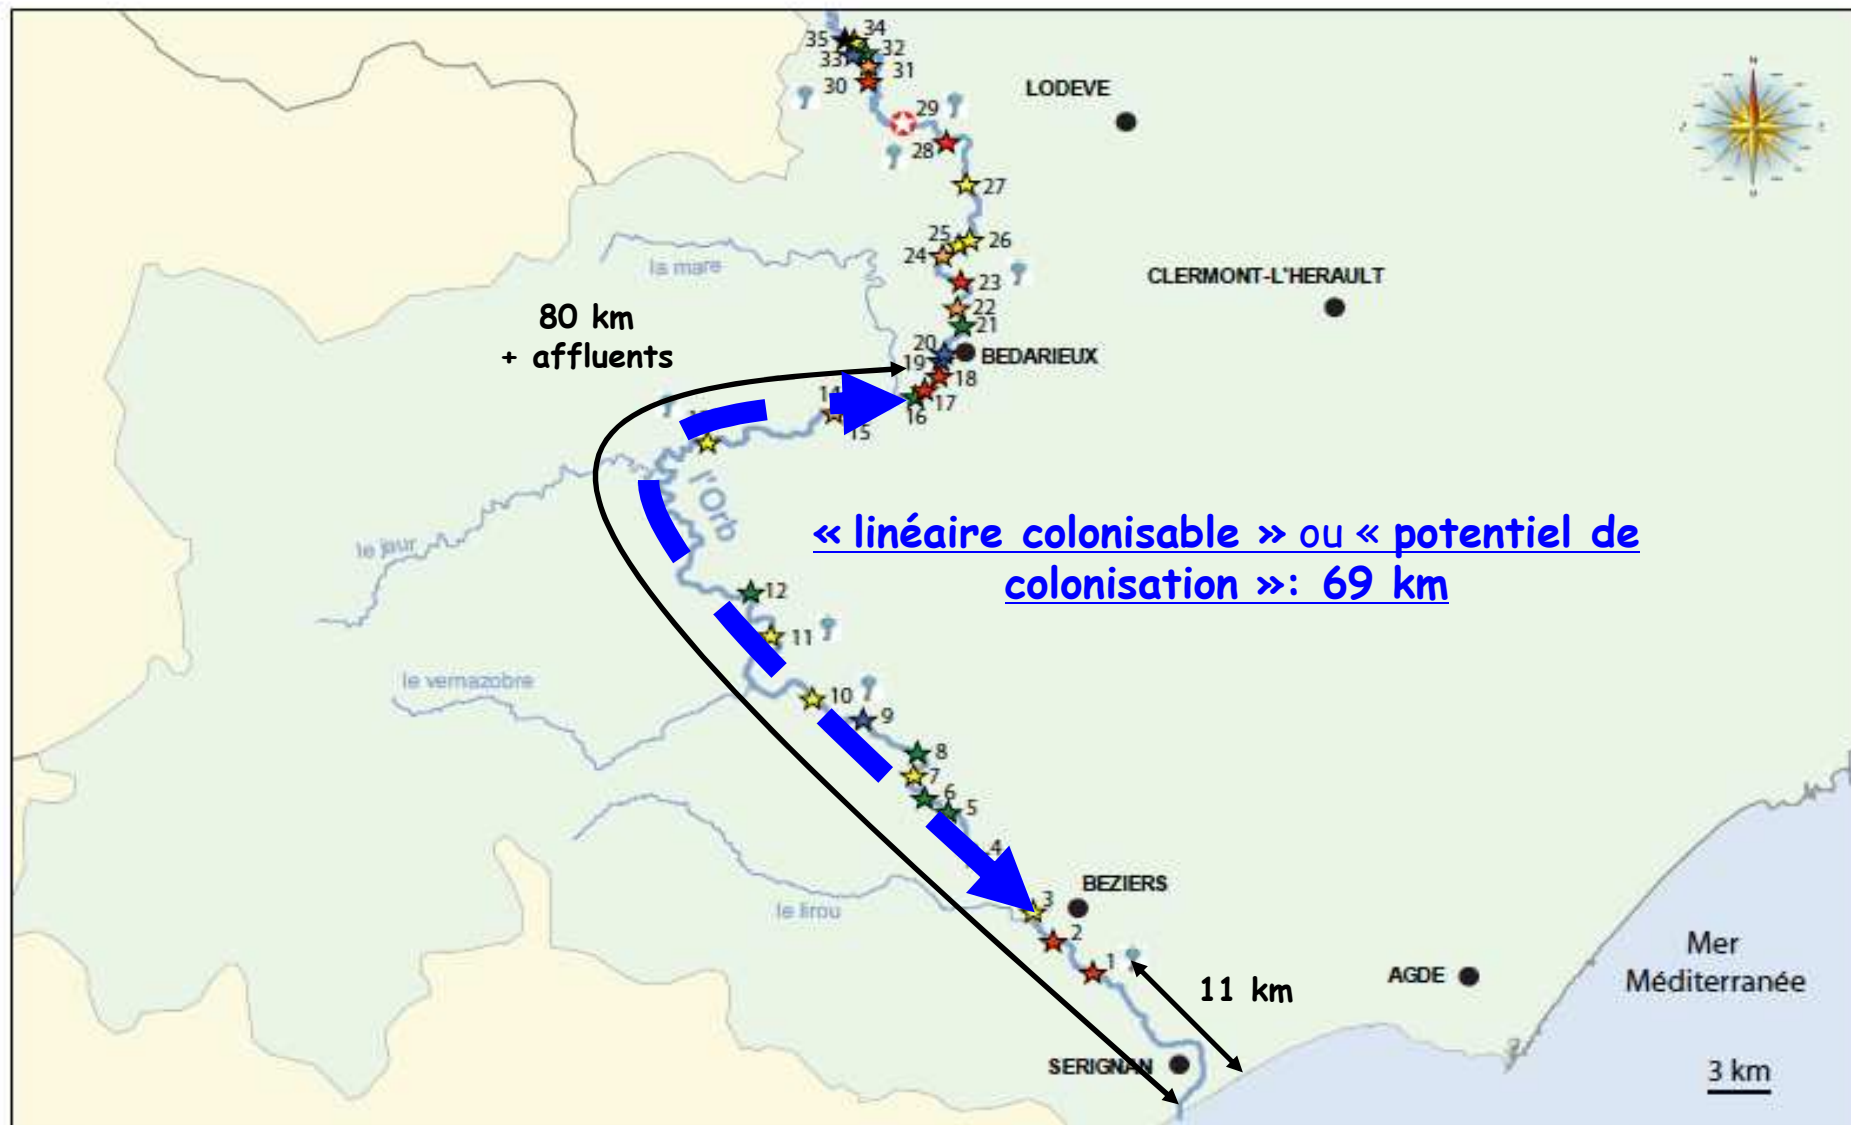 35
34
33
32
31
30
29
28
LODEVE
27
25
26
24
la mare
23
CLERMONT-L'HERAULT
22
80 km
+ affluents
21
20
BEDARIEUX
19
18
17
16
14
15
l'Orb
« linéaire colonisable » ou « potentiel de
colonisation »: 69 km
le jaur
12
11
le vernazobre
10
9
8
7
6
5
4
BEZIERS
3
le lirou
2
1
Mer
Méditerranée
AGDE
11 km
SERIGNAN
3 km